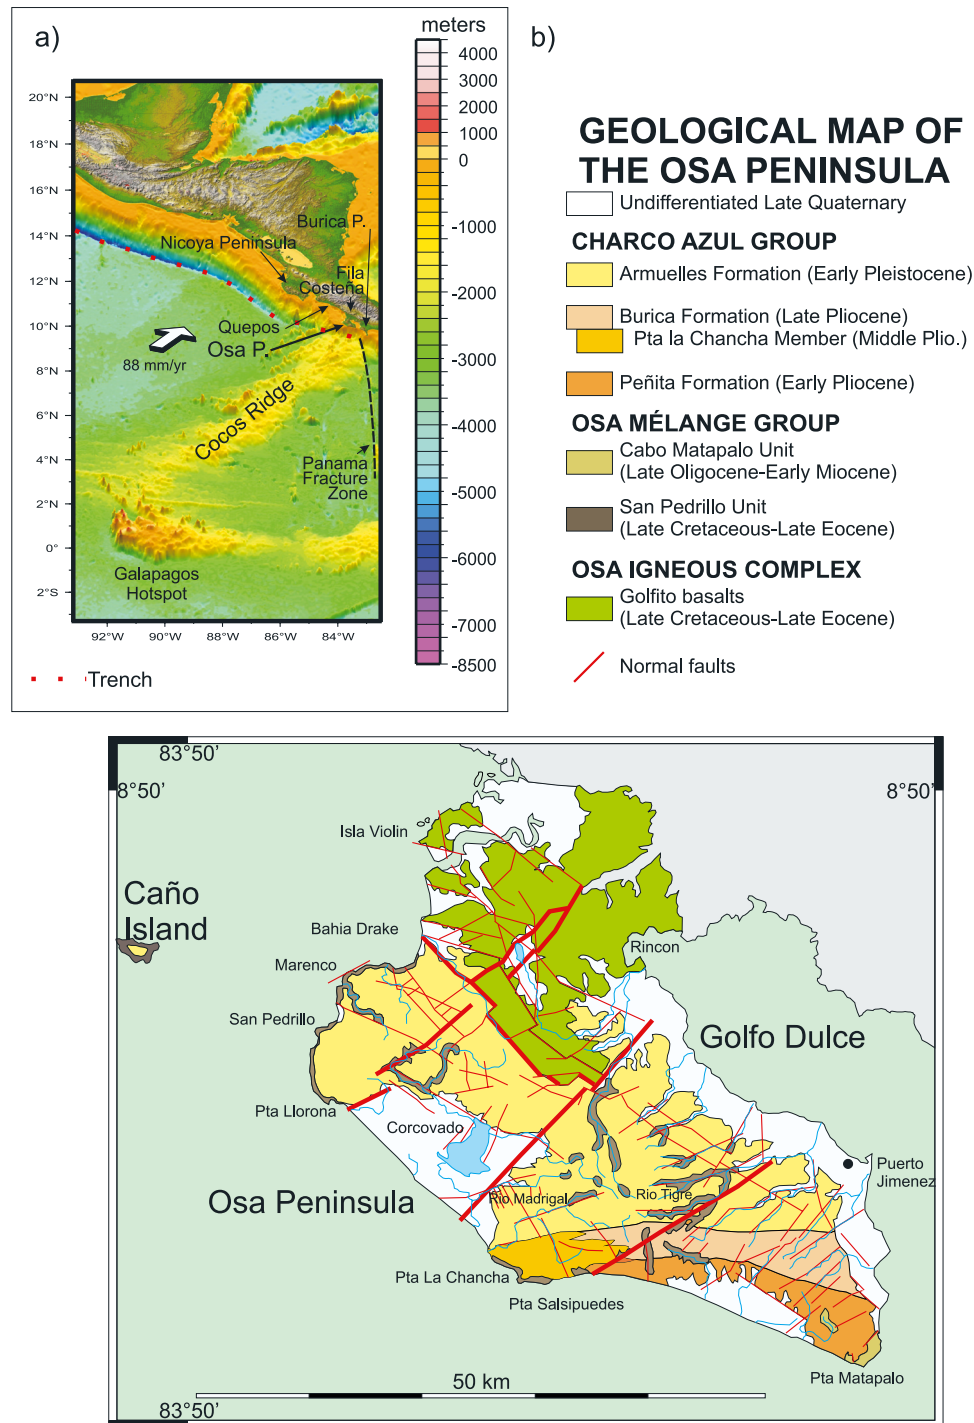 a)
meters
4000
3000
2000
1000
0
-1000
-2000
-3000
-4000
-5000
-6000
-7000
-8500
20°N
18°N
16°N
14°N
12°N
10°N
8°N
6°N
4°N
2°N
0°
2°S
92°W
90°W
88°W
86°W
84°W
Burica P.
Nicoya Peninsula
Fila
Costeña
Quepos
Osa P.
88 mm/yr
Cocos Ridge
Panama
Fracture
Zone
Galapagos
Hotspot
Trench
b)
GEOLOGICAL MAP OF
THE OSA PENINSULA
Undifferentiated Late Quaternary
CHARCO AZUL GROUP
Armuelles Formation (Early Pleistocene)
Burica Formation (Late Pliocene)
Pta la Chancha Member (Middle Plio.)
Peñita Formation (Early Pliocene)
OSA MÉLANGE GROUP
Cabo Matapalo Unit
(Late Oligocene-Early Miocene)
San Pedrillo Unit
(Late Cretaceous-Late Eocene)
OSA IGNEOUS COMPLEX
Golfito basalts
(Late Cretaceous-Late Eocene)
Normal faults
83°50'
8°50'
8°50'
Isla Violin
Caño
Island
Bahia Drake
Rincon
Marenco
San Pedrillo
Golfo Dulce
Pta Llorona
Corcovado
Puerto
Jimenez
Osa Peninsula
Rio Madrigal
Rio Tigre
Pta La Chancha
Pta Salsipuedes
Pta Matapalo
50 km
83°50'